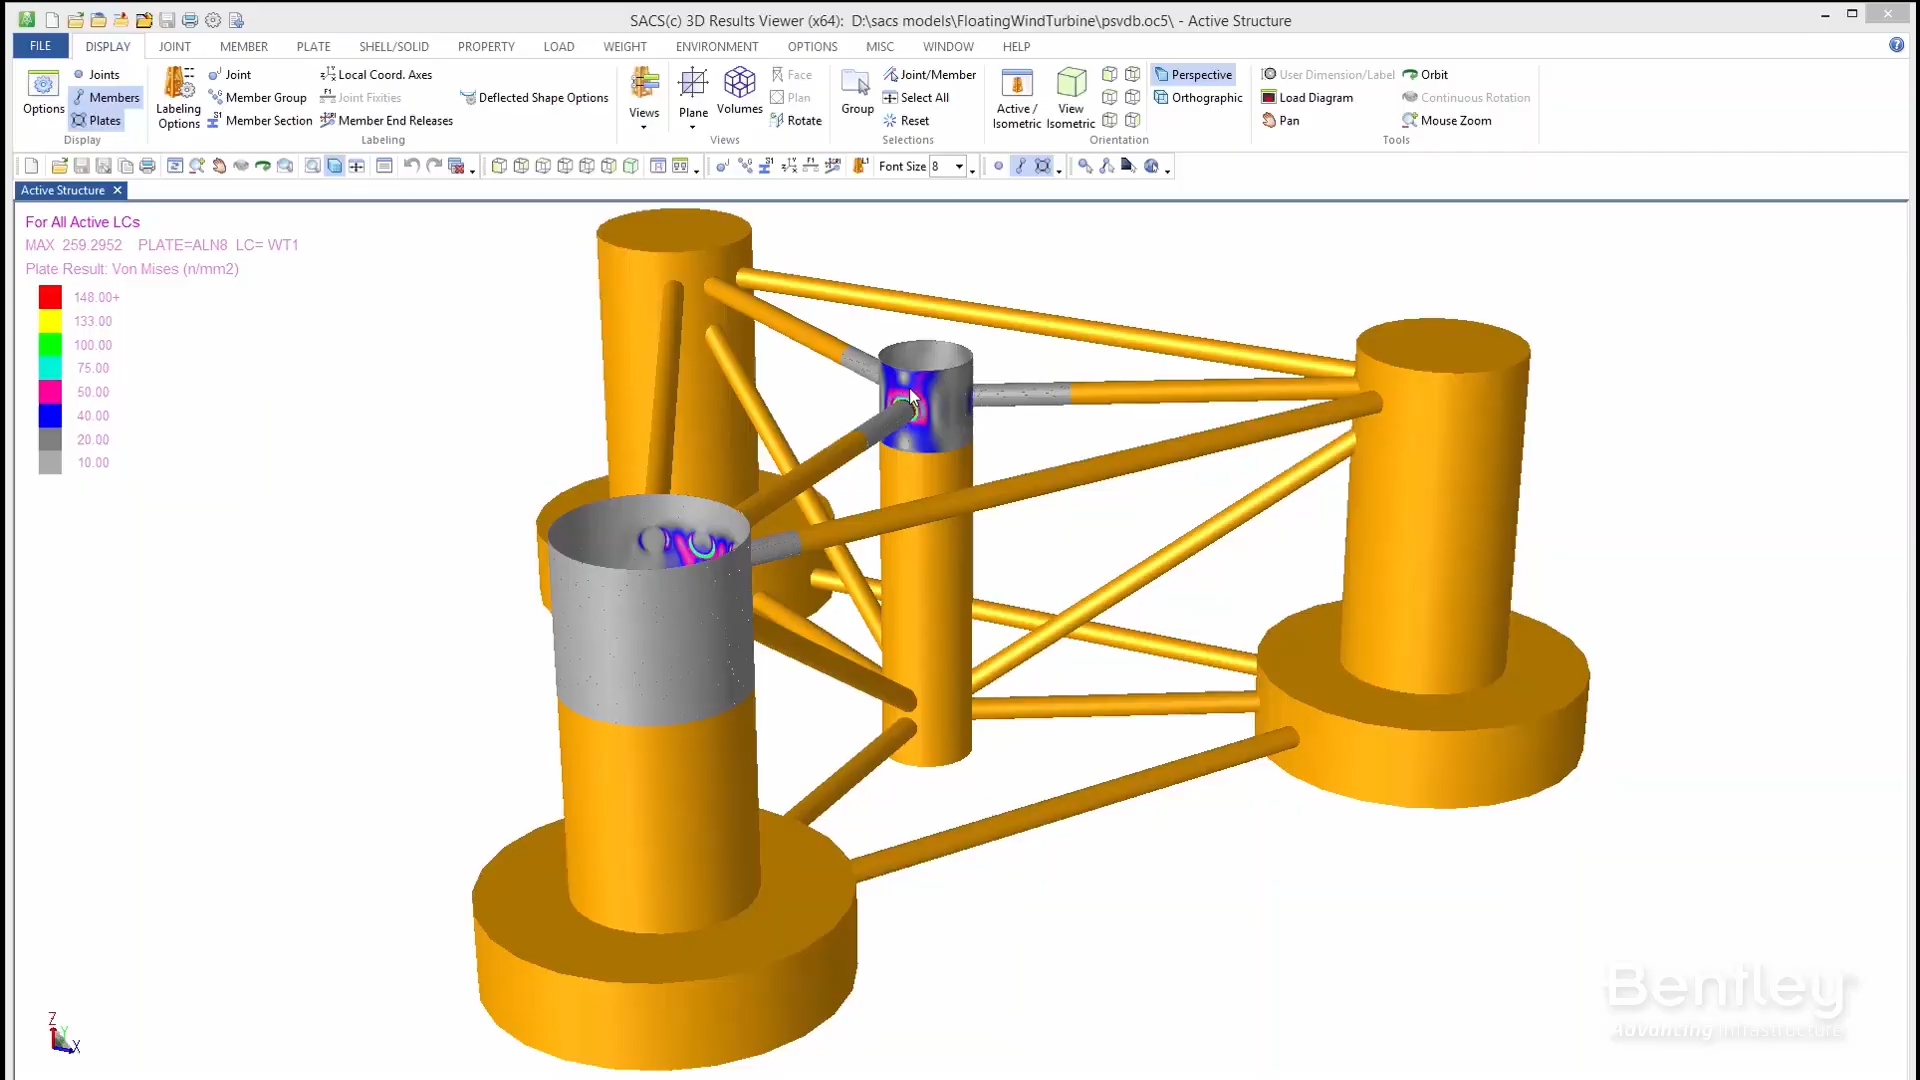 SACS(c) 3D Results Viewer (x64): D:\sacs models\FloatingWindTurbine\psvdb.oc5\ - Active Structure
FILE DISPLAY JOINT MEMBER PLATE SHELL/SOLID PROPERTY LOAD WEIGHT ENVIRONMENT OPTIONS MISC WINDOW HELP
Options
Joints
Members
Plates
Display
Labeling Options
Joint
Member Group
Member Section
Local Coord. Axes
Joint Fixities
Member End Releases
Deflected Shape Options
Labeling
Views
Plane
Volumes
Face
Plan
Rotate
Views
Group
Joint/Member
Select All
Reset
Selections
Active / Isometric
View Isometric
Perspective
Orthographic
Orientation
User Dimension/Label
Load Diagram
Pan
Orbit
Continuous Rotation
Mouse Zoom
Tools
Font Size 8
Active Structure
For All Active LCs
MAX 259.2952 PLATE=ALN8 LC= WT1
Plate Result: Von Mises (n/mm2)
148.00+
133.00
100.00
75.00
50.00
40.00
20.00
10.00
Z
Y
X
Bentley
Advancing Infrastructure